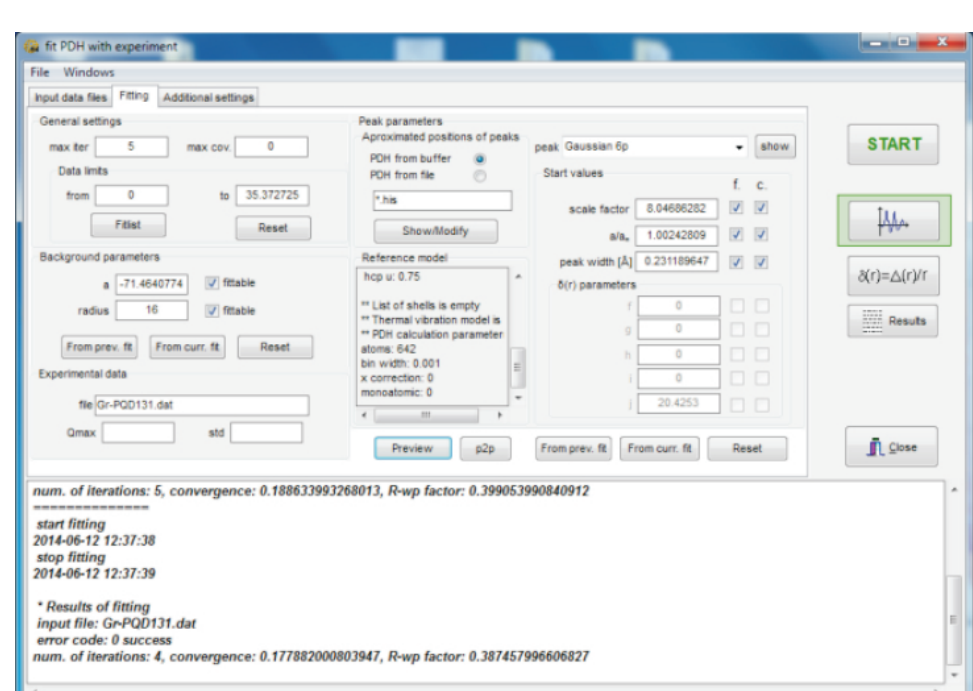 fit PDH with experiment
File Windows
Input data files Fitting Additional settings
General settings
max iter 5 max cov. 0
Data limits
from 0 to 35.372725
Fitlist Reset
Background parameters
a -71.4640774 fittable
radius 16 fittable
From prev. fit From curr. fit Reset
Experimental data
file Gr-PQD131.dat
Qmax std
Peak parameters
Aproximated positions of peaks
PDH from buffer
PDH from file
*.his
Show/Modify
Reference model
hcp u: 0.75
** List of shells is empty
** Thermal vibration model is
** PDH calculation parameter
atoms: 642
bin width: 0.001
x correction: 0
monoatomic: 0
Preview p2p
peak Gaussian 6p show
Start values
f. c.
scale factor 8.04686282
a/a₀ 1.00242809
peak width [Å] 0.231189647
δ(r) parameters
f 0
g 0
h 0
i 0
j 20.4253
From prev. fit From curr. fit Reset
START
δ(r)=△(r)/r
Results
Close
num. of iterations: 5, convergence: 0.188633993268013, R-wp factor: 0.399053990840912
==============
start fitting
2014-06-12 12:37:38
stop fitting
2014-06-12 12:37:39
* Results of fitting
input file: Gr-PQD131.dat
error code: 0 success
num. of iterations: 4, convergence: 0.177882000803947, R-wp factor: 0.387457996606827